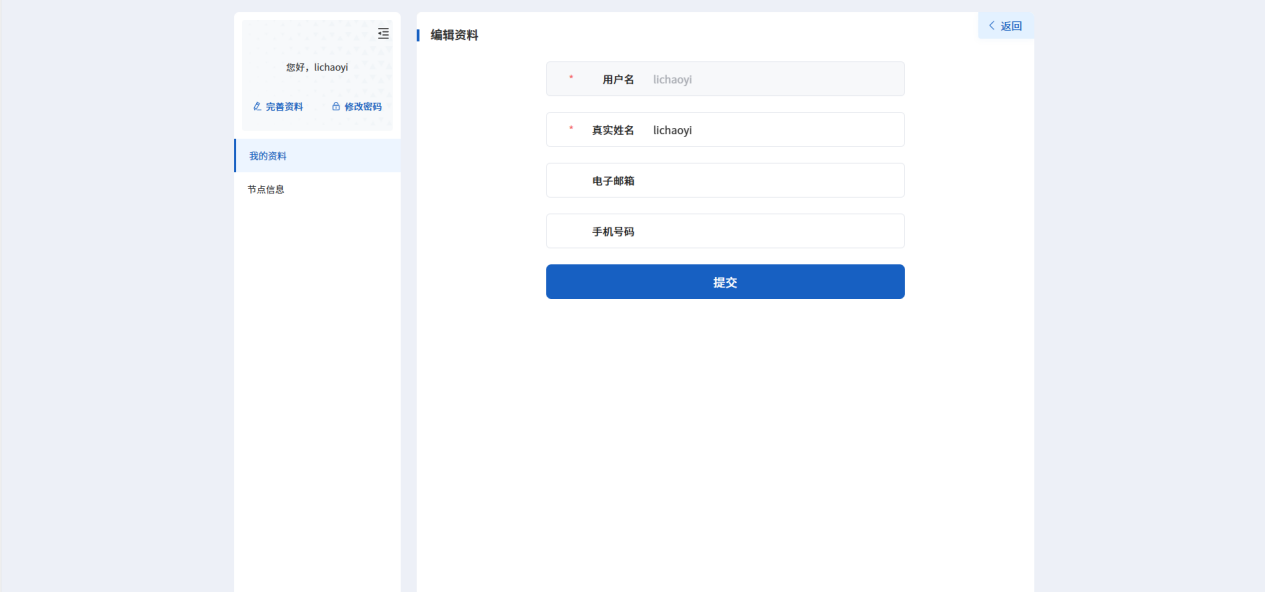 您好，lichaoyi
完善资料 修改密码
我的资料
节点信息
编辑资料
返回
* 用户名 lichaoyi
* 真实姓名 lichaoyi
电子邮箱
手机号码
提交